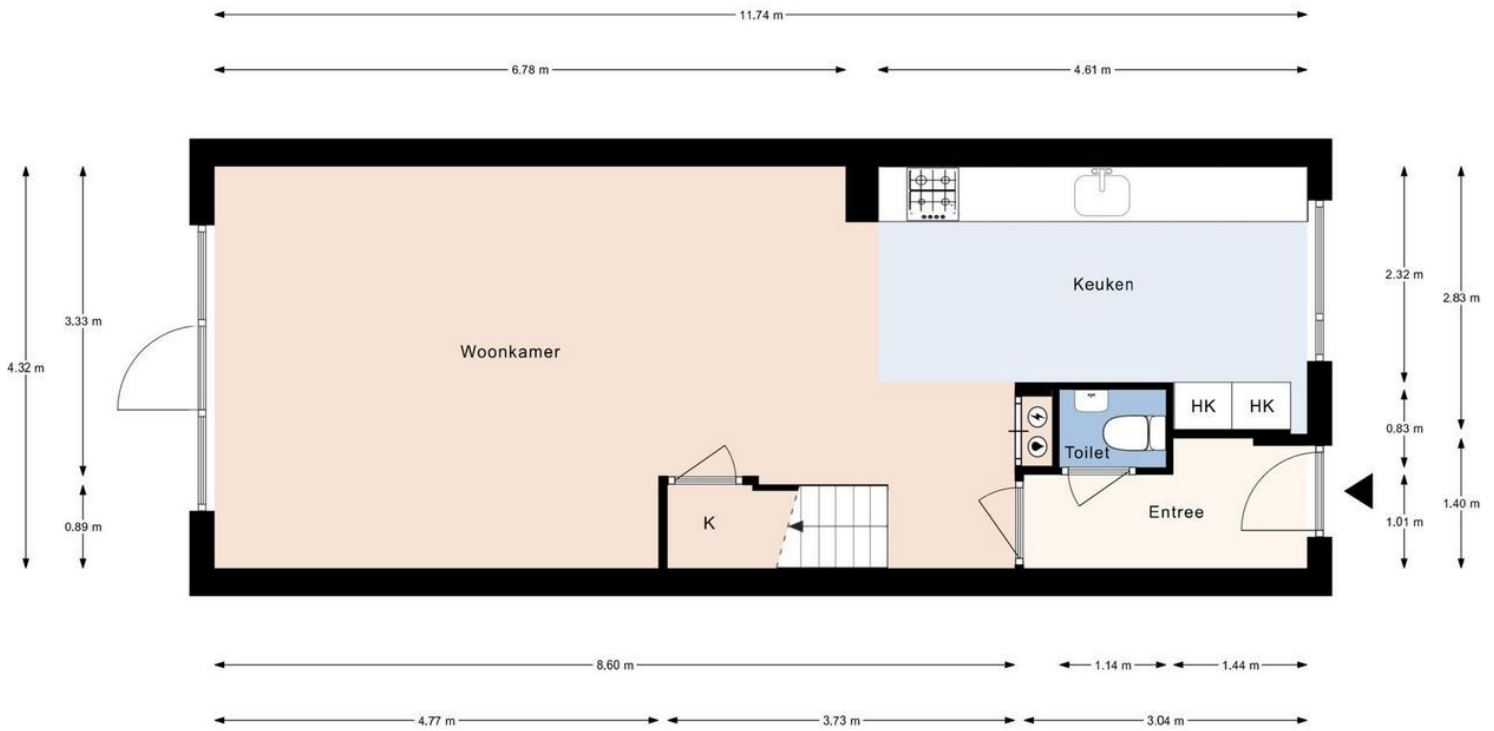 11.74 m
6.78 m
4.61 m
4.32 m
3.33 m
0.89 m
Woonkamer
Keuken
HK
HK
Toilet
K
Entree
2.32 m
0.83 m
1.01 m
2.83 m
1.40 m
8.60 m
1.14 m
1.44 m
4.77 m
3.73 m
3.04 m